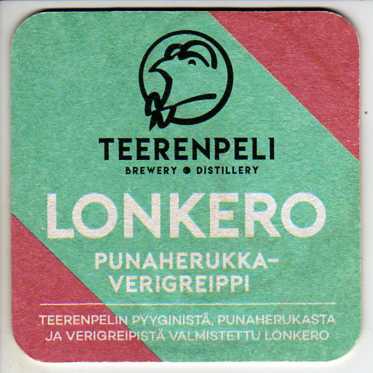 TEERENPELI
BREWERY DISTILLERY
LONKERO
PUNAHERUKKA-
VERIGREIPPI
TEERENPELIN PYYGINISTÄ, PUNAHERUKASTA
JA VERIGREIPISTÄ VALMISTETTU LONKERO